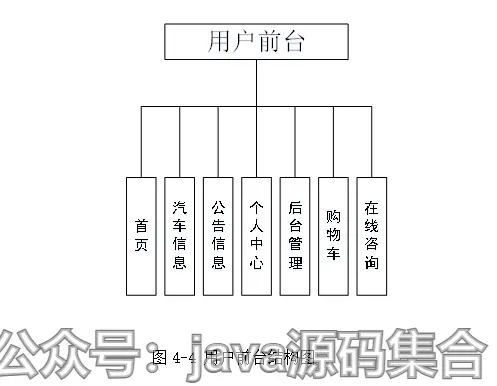 用户前台
首页
汽车信息
公告信息
个人中心
后台管理
购物车
在线咨询
图 4-4 用户前台结构图
公众号：java源码集合